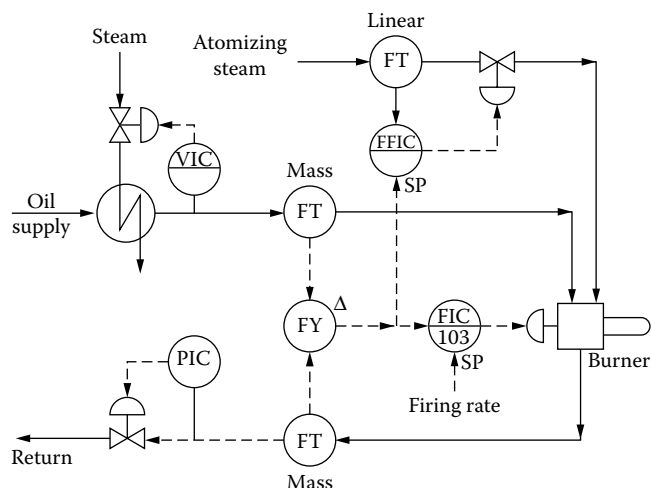 Linear
Steam
Atomizing
steam
FT
FFIC
SP
VIC
Mass
FT
Oil
supply
Δ
FY
FIC
103
SP
Burner
PIC
Firing rate
FT
Return
Mass